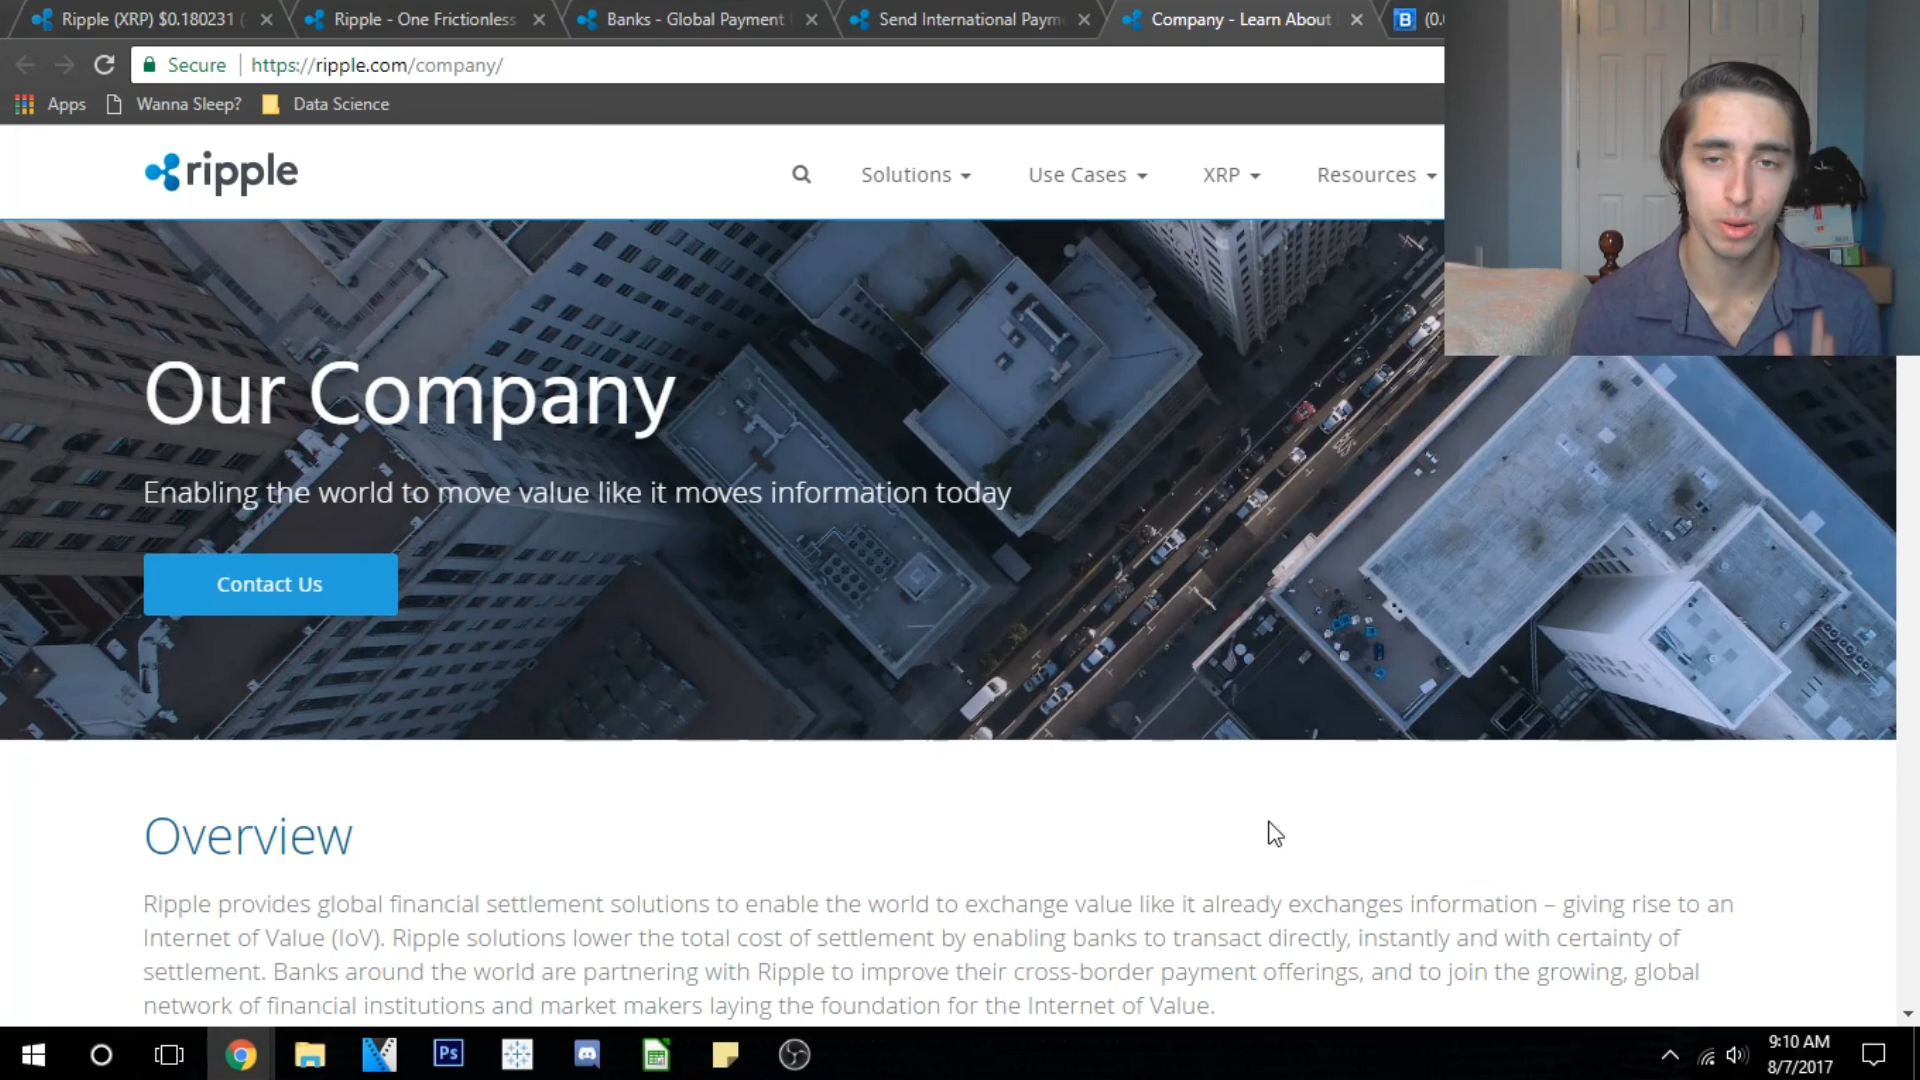 Ripple (XRP) $0.180231 (
Ripple - One Frictionless
Banks - Global Payment
Send International Paym
Company - Learn About
B (0.
Secure https://ripple.com/company/
Apps Wanna Sleep? Data Science
ripple Solutions Use Cases XRP Resources
Our Company
Enabling the world to move value like it moves information today
Contact Us
Overview
Ripple provides global financial settlement solutions to enable the world to exchange value like it already exchanges information – giving rise to an
Internet of Value (IoV). Ripple solutions lower the total cost of settlement by enabling banks to transact directly, instantly and with certainty of
settlement. Banks around the world are partnering with Ripple to improve their cross-border payment offerings, and to join the growing, global
network of financial institutions and market makers laying the foundation for the Internet of Value.
Ps
9:10 AM
8/7/2017